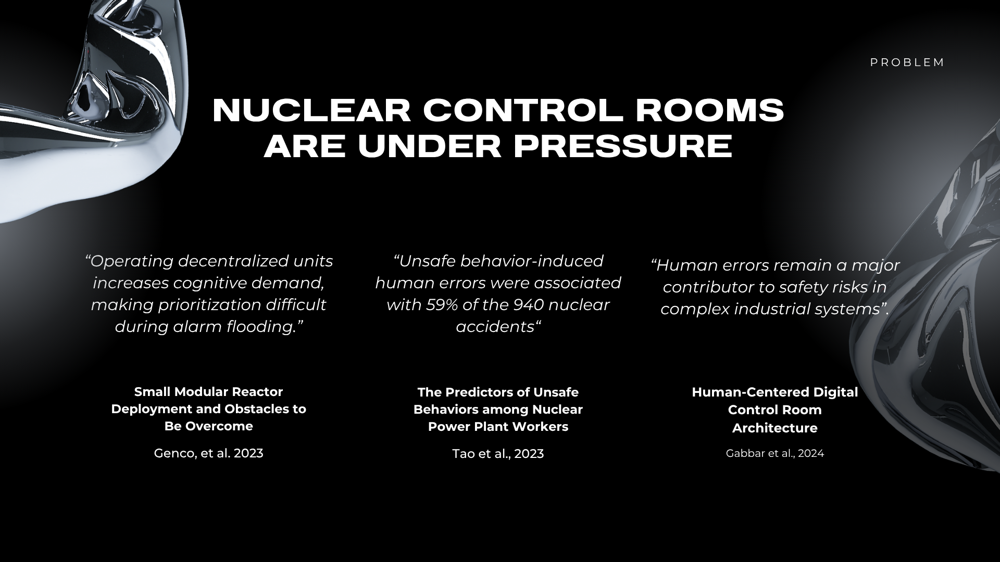 PROBLEM
NUCLEAR CONTROL ROOMS
ARE UNDER PRESSURE
“Operating decentralized units
increases cognitive demand,
making prioritization difficult
during alarm flooding.”
“Unsafe behavior-induced
human errors were associated
with 59% of the 940 nuclear
accidents“
“Human errors remain a major
contributor to safety risks in
complex industrial systems”.
Small Modular Reactor
Deployment and Obstacles to
Be Overcome
Genco, et al. 2023
The Predictors of Unsafe
Behaviors among Nuclear
Power Plant Workers
Tao et al., 2023
Human-Centered Digital
Control Room
Architecture
Gabbar et al., 2024